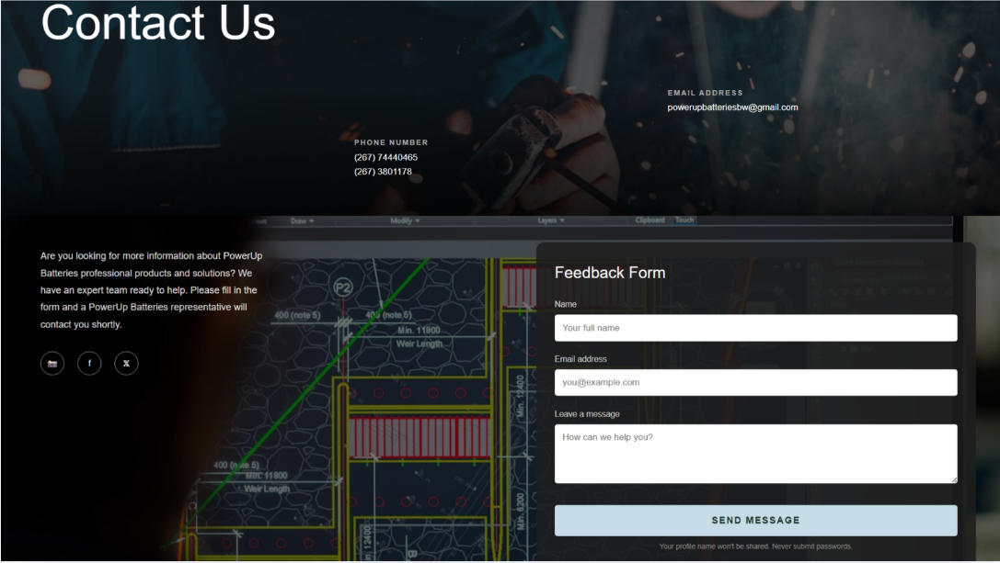 Contact Us
EMAIL ADDRESS
powerupbatteriesbw@gmail.com
PHONE NUMBER
(267) 74440465
(267) 3801178
Draw
Modify
Layers
Clipboard
Touch
Are you looking for more information about PowerUp
Batteries professional products and solutions? We
have an expert team ready to help. Please fill in the
form and a PowerUp Batteries representative will
contact you shortly.
f
X
P2
400 (note 5)
400 (note 5)
Min. 11800
Weir Length
Min. 12400
400 (note 5)
Min. 11800
Weir Length
Min. 6200
12400
Feedback Form
Name
Your full name
Email address
you@example.com
Leave a message
How can we help you?
SEND MESSAGE
Your profile name won't be shared. Never submit passwords.